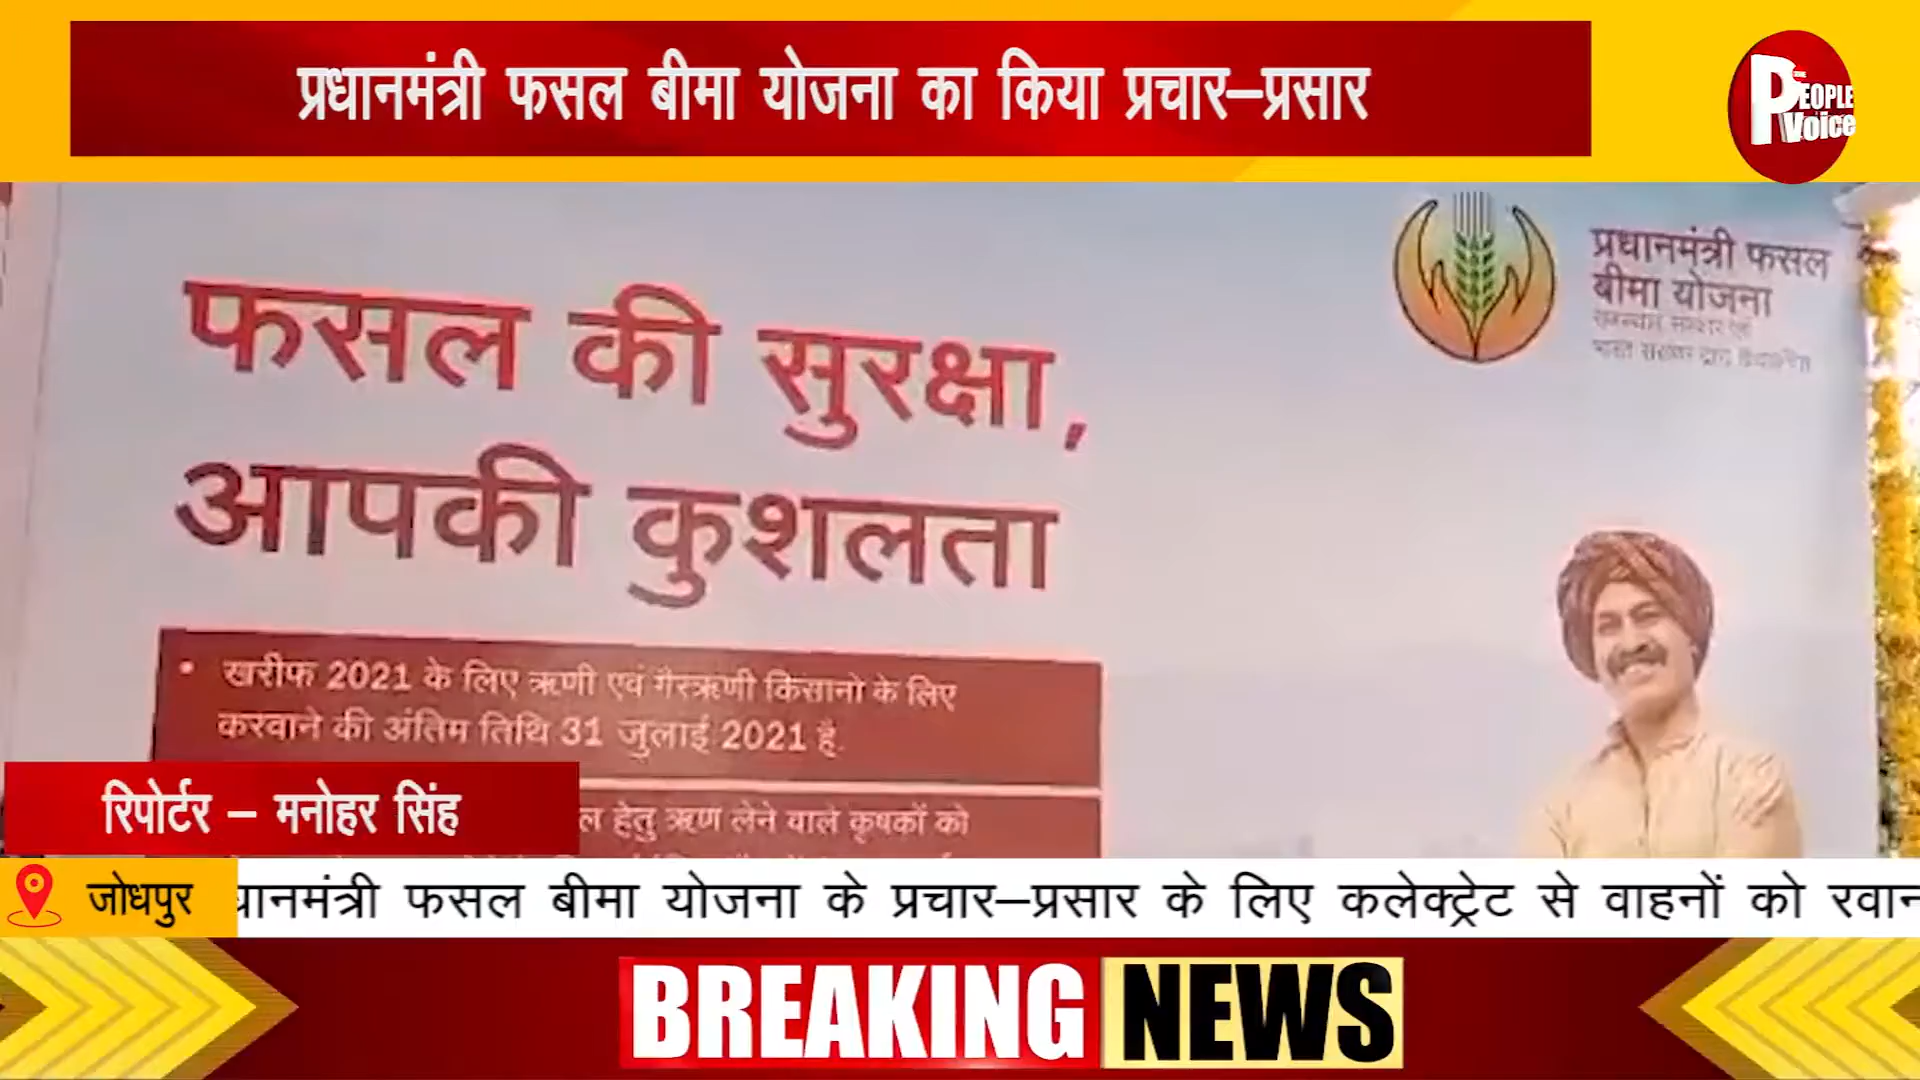 प्रधानमंत्री फसल बीमा योजना का किया प्रचार–प्रसार
THE
PEOPLE
Voice
प्रधानमंत्री फसल
बीमा योजना
फसल की सुरक्षा,
आपकी कुशलता
• खरीफ 2021 के लिए ऋणी एवं गैरऋणी किसानो के लिए
करवाने की अंतिम तिथि 31 जुलाई 2021 है.
ल हेतु ऋण लेने वाले कृषकों को
रिपोर्टर – मनोहर सिंह
जोधपुर
धानमंत्री फसल बीमा योजना के प्रचार–प्रसार के लिए कलेक्ट्रेट से वाहनों को रवान
BREAKING NEWS